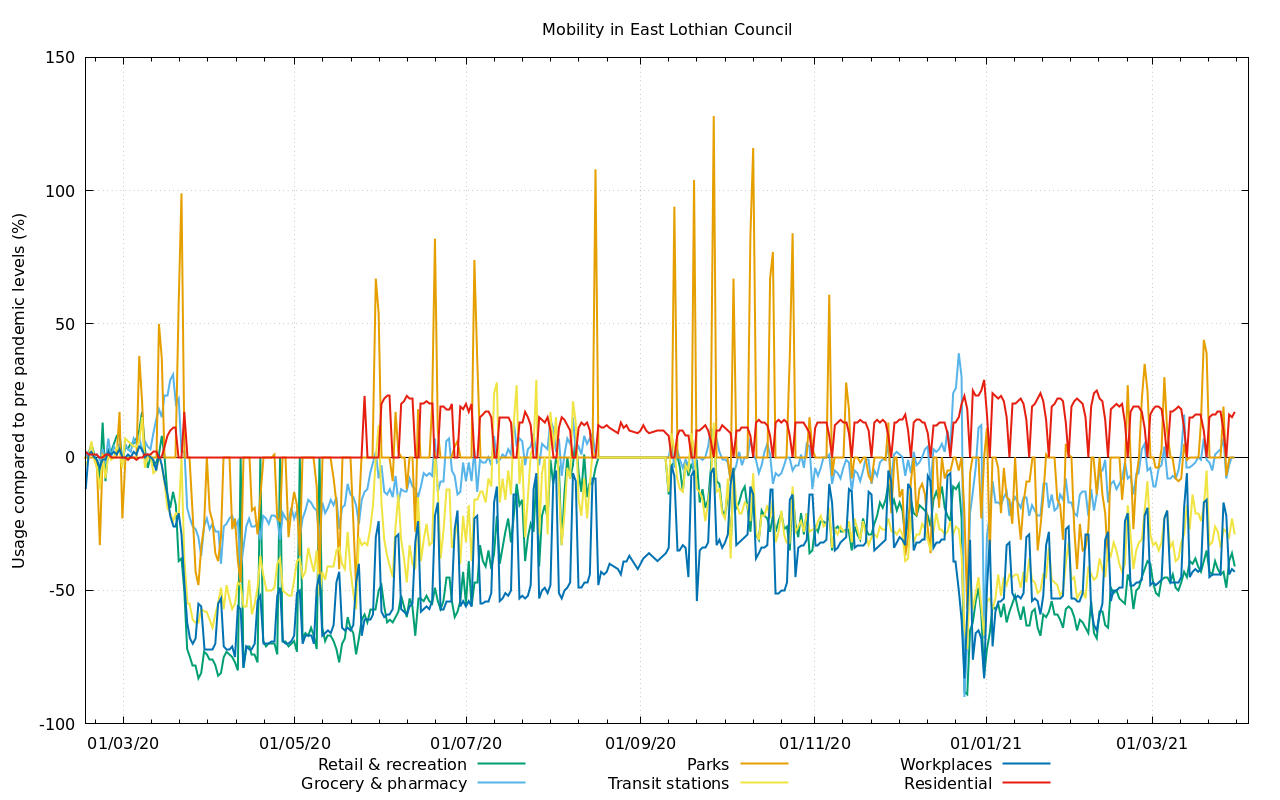 Mobility in East Lothian Council
Usage compared to pre pandemic levels (%)
150
100
50
0
-50
-100
01/03/20 01/05/20 01/07/20 01/09/20 01/11/20 01/01/21 01/03/21
Retail & recreation Parks Workplaces
Grocery & pharmacy Transit stations Residential